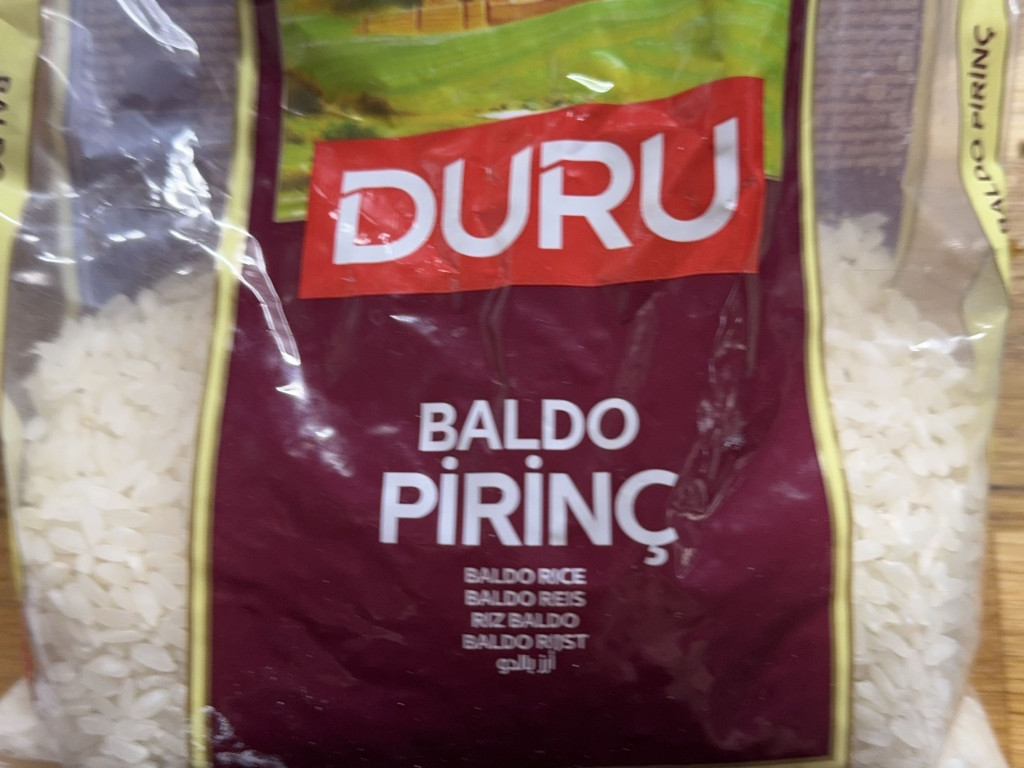 DURU
BALDO
PİRİNÇ
BALDO RICE
BALDO REIS
RIZ BALDO
BALDO RIJST
أرز بالدو
BALDO PİRİNÇ